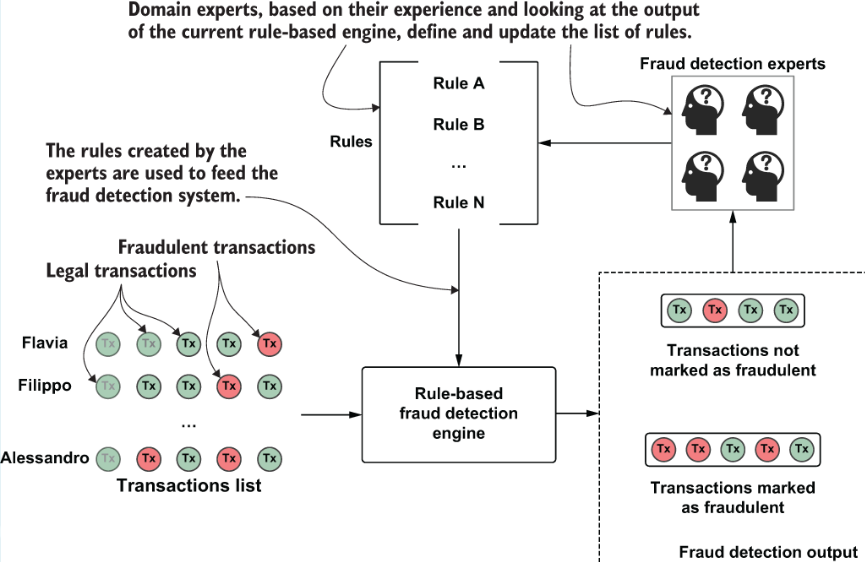 Domain experts, based on their experience and looking at the output
of the current rule-based engine, define and update the list of rules.
Fraud detection experts
? ?
? ?
Rules
Rule A
Rule B
...
Rule N
The rules created by the
experts are used to feed the
fraud detection system.
Fraudulent transactions
Legal transactions
Flavia Tx Tx Tx Tx Tx
Filippo Tx Tx Tx Tx Tx
...
Alessandro Tx Tx Tx Tx Tx
Transactions list
Rule-based
fraud detection
engine
Tx Tx Tx Tx
Transactions not
marked as fraudulent
Tx Tx Tx Tx Tx
Transactions marked
as fraudulent
Fraud detection output